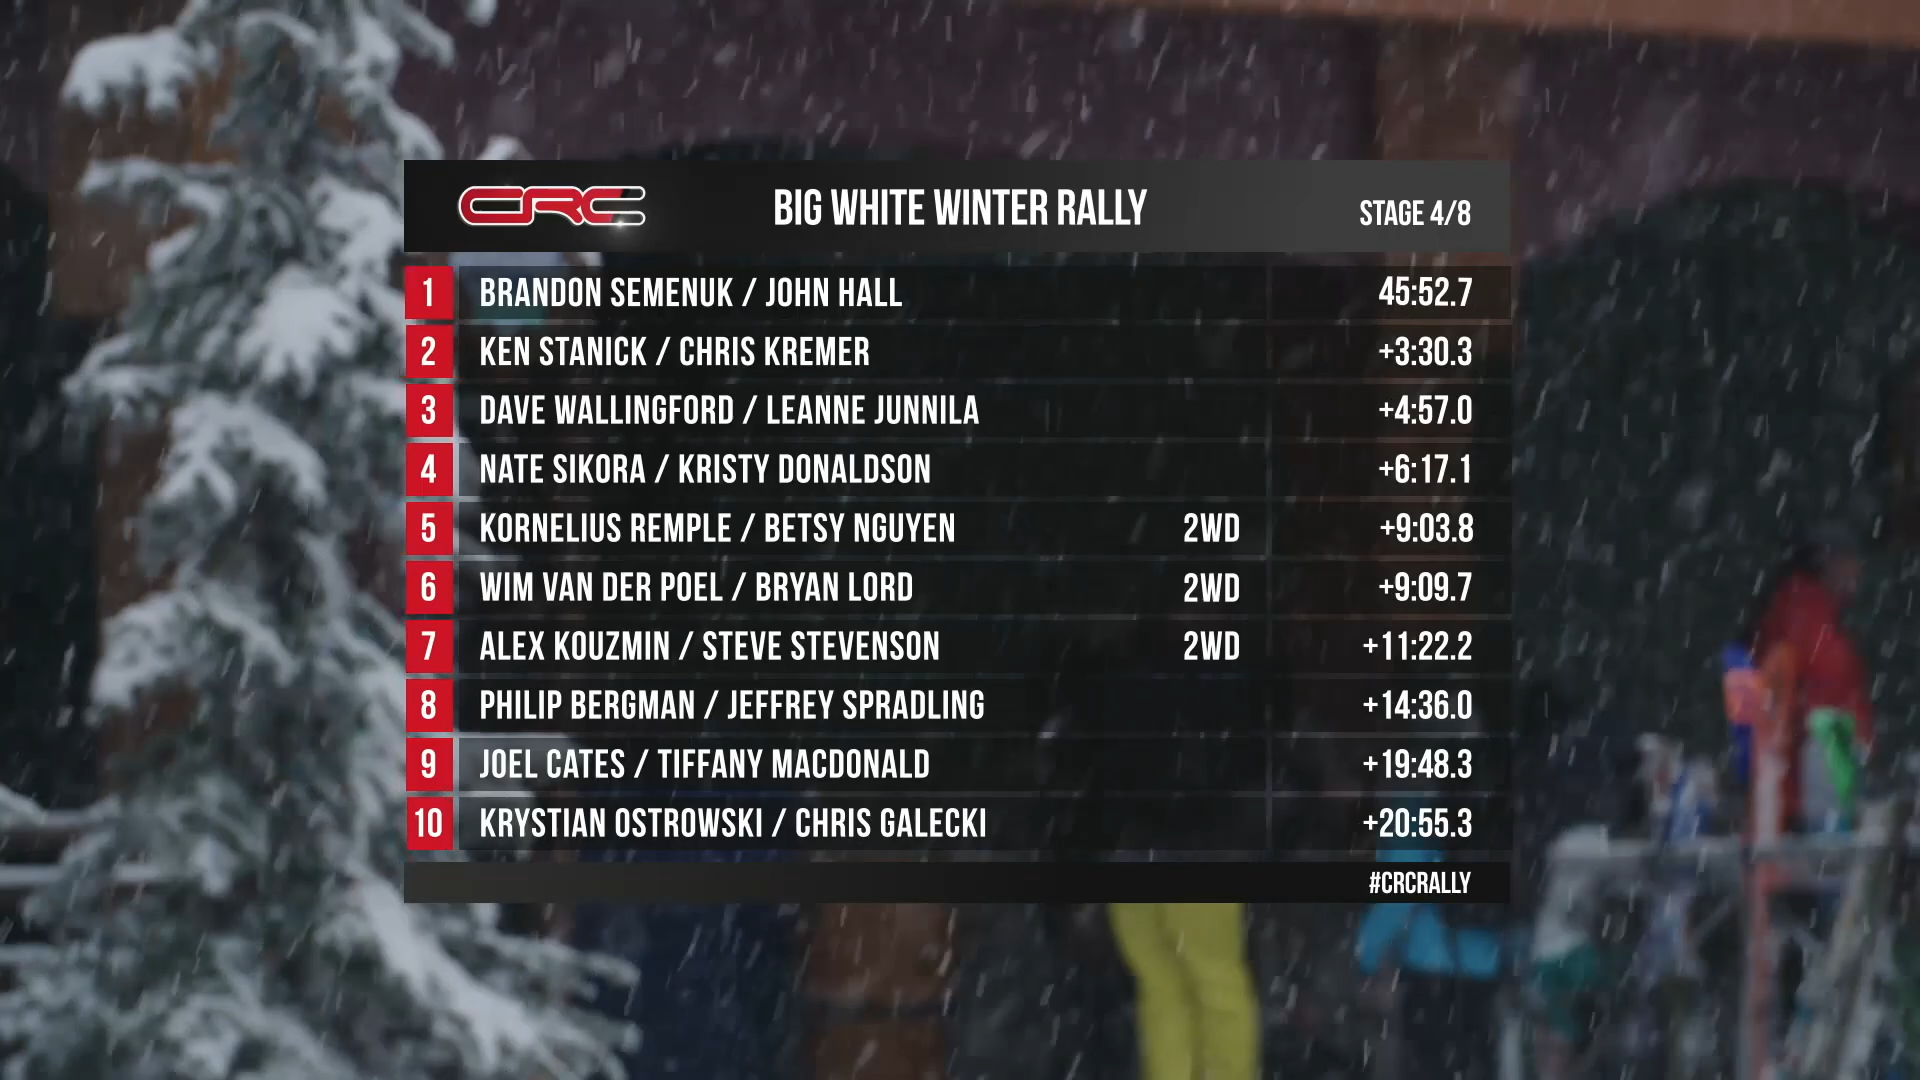 CRC BIG WHITE WINTER RALLY STAGE 4/8
1 BRANDON SEMENUK / JOHN HALL 45:52.7
2 KEN STANICK / CHRIS KREMER +3:30.3
3 DAVE WALLINGFORD / LEANNE JUNNILA +4:57.0
4 NATE SIKORA / KRISTY DONALDSON +6:17.1
5 KORNELIUS REMPLE / BETSY NGUYEN 2WD +9:03.8
6 WIM VAN DER POEL / BRYAN LORD 2WD +9:09.7
7 ALEX KOUZMIN / STEVE STEVENSON 2WD +11:22.2
8 PHILIP BERGMAN / JEFFREY SPRADLING +14:36.0
9 JOEL CATES / TIFFANY MACDONALD +19:48.3
10 KRYSTIAN OSTROWSKI / CHRIS GALECKI +20:55.3
#CRCRALLY